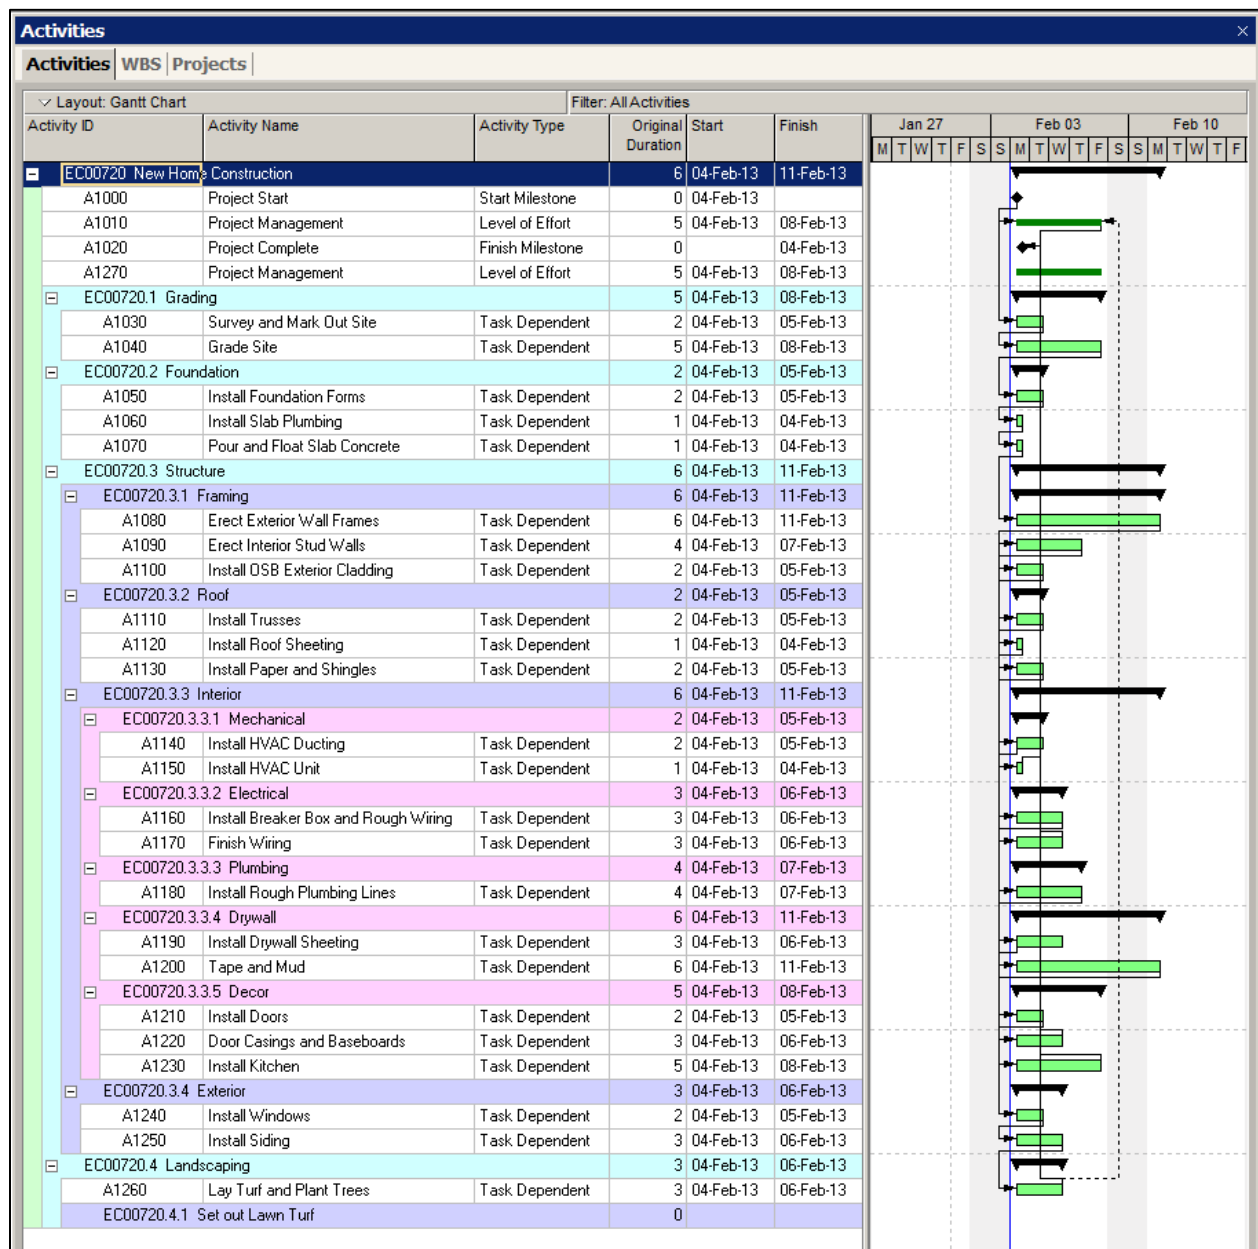 Activities
Activities WBS Projects
Layout: Gantt Chart Filter: All Activities
Activity ID Activity Name Activity Type Original Duration Start Finish Jan 27 Feb 03 Feb 10
M T W T F S S M T W T F S S M T W T F
EC00720 New Home Construction 6 04-Feb-13 11-Feb-13
A1000 Project Start Start Milestone 0 04-Feb-13
A1010 Project Management Level of Effort 5 04-Feb-13 08-Feb-13
A1020 Project Complete Finish Milestone 0 04-Feb-13
A1270 Project Management Level of Effort 5 04-Feb-13 08-Feb-13
EC00720.1 Grading 5 04-Feb-13 08-Feb-13
A1030 Survey and Mark Out Site Task Dependent 2 04-Feb-13 05-Feb-13
A1040 Grade Site Task Dependent 5 04-Feb-13 08-Feb-13
EC00720.2 Foundation 2 04-Feb-13 05-Feb-13
A1050 Install Foundation Forms Task Dependent 2 04-Feb-13 05-Feb-13
A1060 Install Slab Plumbing Task Dependent 1 04-Feb-13 04-Feb-13
A1070 Pour and Float Slab Concrete Task Dependent 1 04-Feb-13 04-Feb-13
EC00720.3 Structure 6 04-Feb-13 11-Feb-13
EC00720.3.1 Framing 6 04-Feb-13 11-Feb-13
A1080 Erect Exterior Wall Frames Task Dependent 6 04-Feb-13 11-Feb-13
A1090 Erect Interior Stud Walls Task Dependent 4 04-Feb-13 07-Feb-13
A1100 Install OSB Exterior Cladding Task Dependent 2 04-Feb-13 05-Feb-13
EC00720.3.2 Roof 2 04-Feb-13 05-Feb-13
A1110 Install Trusses Task Dependent 2 04-Feb-13 05-Feb-13
A1120 Install Roof Sheeting Task Dependent 1 04-Feb-13 04-Feb-13
A1130 Install Paper and Shingles Task Dependent 2 04-Feb-13 05-Feb-13
EC00720.3.3 Interior 6 04-Feb-13 11-Feb-13
EC00720.3.3.1 Mechanical 2 04-Feb-13 05-Feb-13
A1140 Install HVAC Ducting Task Dependent 2 04-Feb-13 05-Feb-13
A1150 Install HVAC Unit Task Dependent 1 04-Feb-13 04-Feb-13
EC00720.3.3.2 Electrical 3 04-Feb-13 06-Feb-13
A1160 Install Breaker Box and Rough Wiring Task Dependent 3 04-Feb-13 06-Feb-13
A1170 Finish Wiring Task Dependent 3 04-Feb-13 06-Feb-13
EC00720.3.3.3 Plumbing 4 04-Feb-13 07-Feb-13
A1180 Install Rough Plumbing Lines Task Dependent 4 04-Feb-13 07-Feb-13
EC00720.3.3.4 Drywall 6 04-Feb-13 11-Feb-13
A1190 Install Drywall Sheeting Task Dependent 3 04-Feb-13 06-Feb-13
A1200 Tape and Mud Task Dependent 6 04-Feb-13 11-Feb-13
EC00720.3.3.5 Decor 5 04-Feb-13 08-Feb-13
A1210 Install Doors Task Dependent 2 04-Feb-13 05-Feb-13
A1220 Door Casings and Baseboards Task Dependent 3 04-Feb-13 06-Feb-13
A1230 Install Kitchen Task Dependent 5 04-Feb-13 08-Feb-13
EC00720.3.4 Exterior 3 04-Feb-13 06-Feb-13
A1240 Install Windows Task Dependent 2 04-Feb-13 05-Feb-13
A1250 Install Siding Task Dependent 3 04-Feb-13 06-Feb-13
EC00720.4 Landscaping 3 04-Feb-13 06-Feb-13
A1260 Lay Turf and Plant Trees Task Dependent 3 04-Feb-13 06-Feb-13
EC00720.4.1 Set out Lawn Turf 0